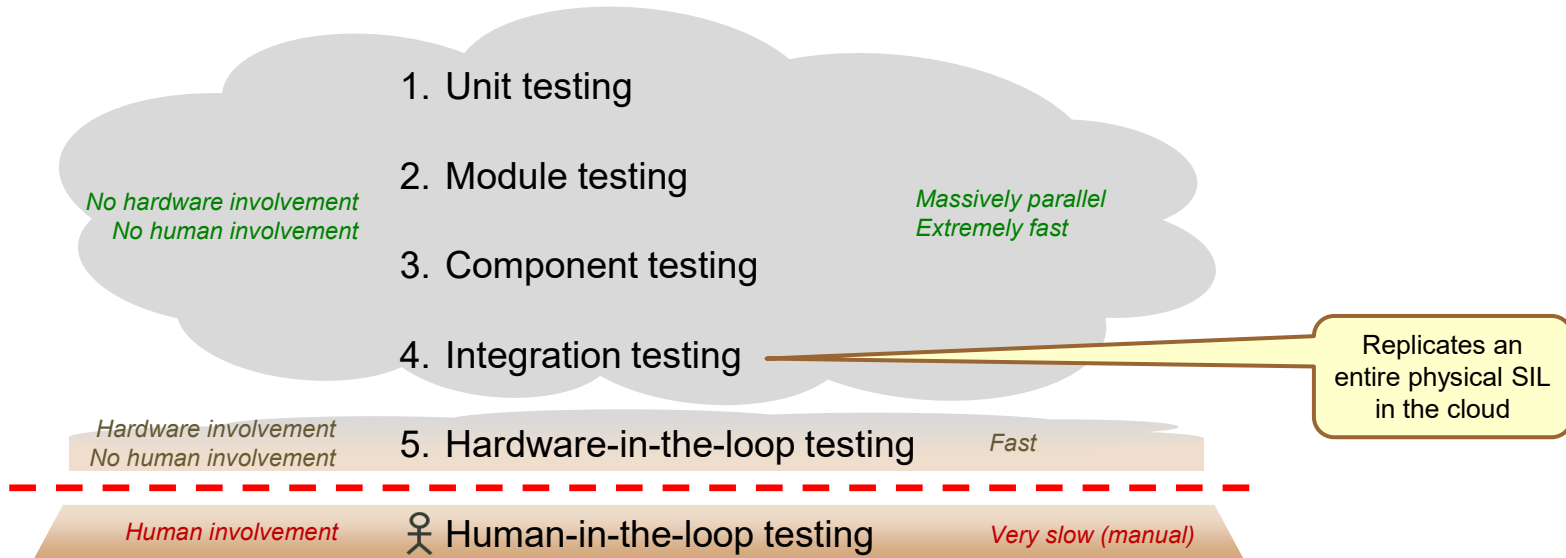 1. Unit testing
2. Module testing
No hardware involvement
No human involvement
Massively parallel
Extremely fast
3. Component testing
4. Integration testing
Replicates an
entire physical SIL
in the cloud
Hardware involvement
No human involvement
5. Hardware-in-the-loop testing
Fast
Human involvement
Human-in-the-loop testing
Very slow (manual)